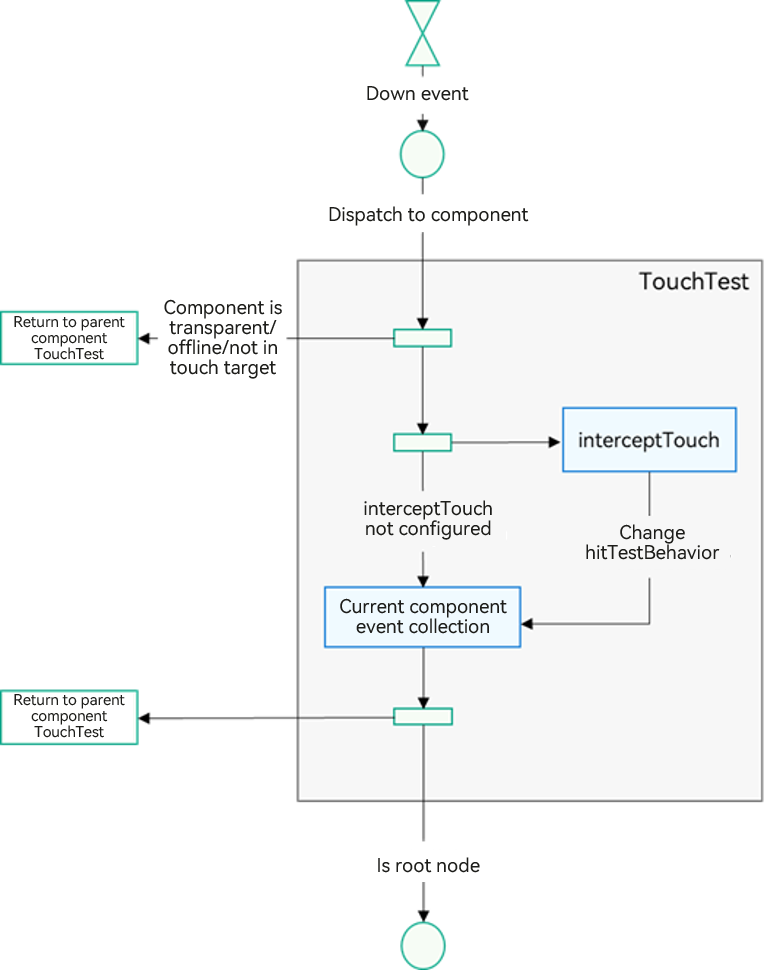 Down event
Dispatch to component
TouchTest
Component is
transparent/
offline/not in
touch target
Return to parent
component
TouchTest
interceptTouch
interceptTouch
not configured
Change
hitTestBehavior
Current component
event collection
Return to parent
component
TouchTest
Is root node